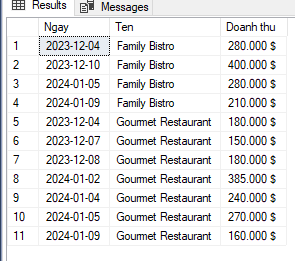 Results Messages
Ngay Ten Doanh thu
1 2023-12-04 Family Bistro 280.000 $
2 2023-12-10 Family Bistro 400.000 $
3 2024-01-05 Family Bistro 280.000 $
4 2024-01-09 Family Bistro 210.000 $
5 2023-12-04 Gourmet Restaurant 180.000 $
6 2023-12-07 Gourmet Restaurant 150.000 $
7 2023-12-08 Gourmet Restaurant 180.000 $
8 2024-01-02 Gourmet Restaurant 385.000 $
9 2024-01-04 Gourmet Restaurant 240.000 $
10 2024-01-05 Gourmet Restaurant 270.000 $
11 2024-01-09 Gourmet Restaurant 160.000 $